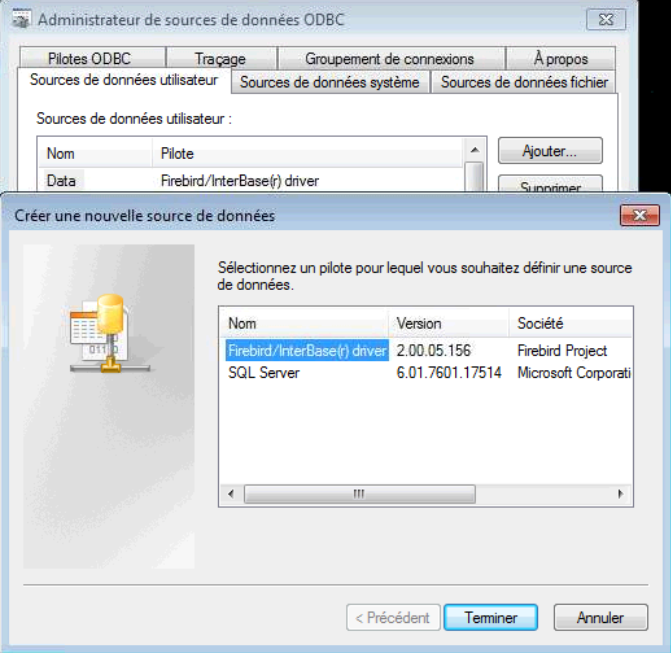 Administrateur de sources de données ODBC
Pilotes ODBC Traçage Groupement de connexions À propos
Sources de données utilisateur Sources de données système Sources de données fichier
Sources de données utilisateur :
Nom Pilote Ajouter...
Data Firebird/InterBase(r) driver Supprimer
Créer une nouvelle source de données
Sélectionnez un pilote pour lequel vous souhaitez définir une source
de données.
Nom Version Société
Firebird/InterBase(r) driver 2.00.05.156 Firebird Project
SQL Server 6.01.7601.17514 Microsoft Corporati
< Précédent Terminer Annuler